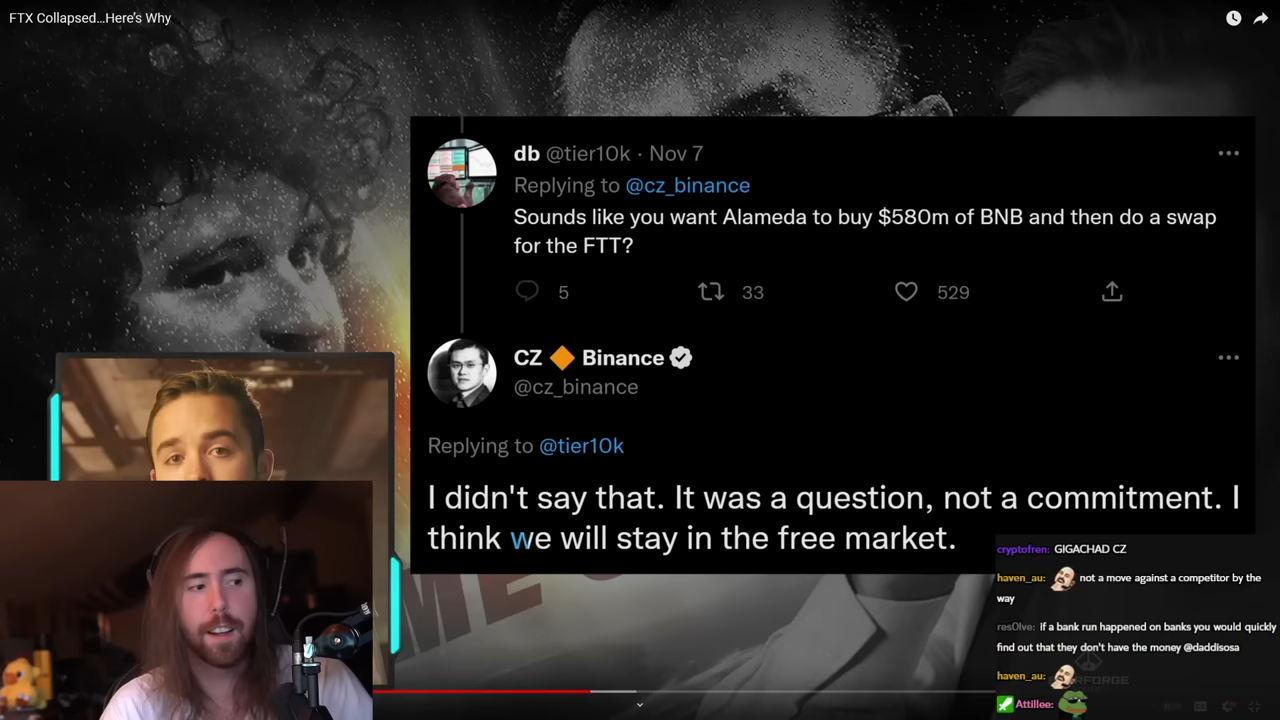 FTX Collapsed…Here's Why
db @tier10k · Nov 7
Replying to @cz_binance
Sounds like you want Alameda to buy $580m of BNB and then do a swap
for the FTT?
5
33
529
CZ 🔶 Binance
@cz_binance
Replying to @tier10k
I didn't say that. It was a question, not a commitment. I
think we will stay in the free market.
cryptofren: GIGACHAD CZ
haven_au: not a move against a competitor by the
way
res0lve: if a bank run happened on banks you would quickly
find out that they don't have the money @daddisosa
haven_au:
Attillee: